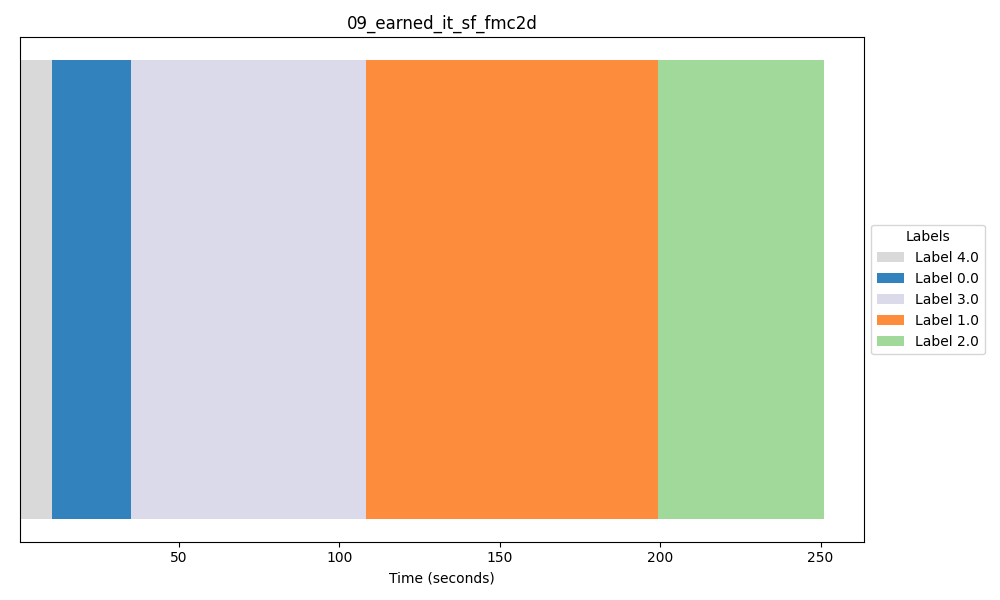 09_earned_it_sf_fmc2d
Labels
Label 4.0
Label 0.0
Label 3.0
Label 1.0
Label 2.0
50 100 150 200 250
Time (seconds)